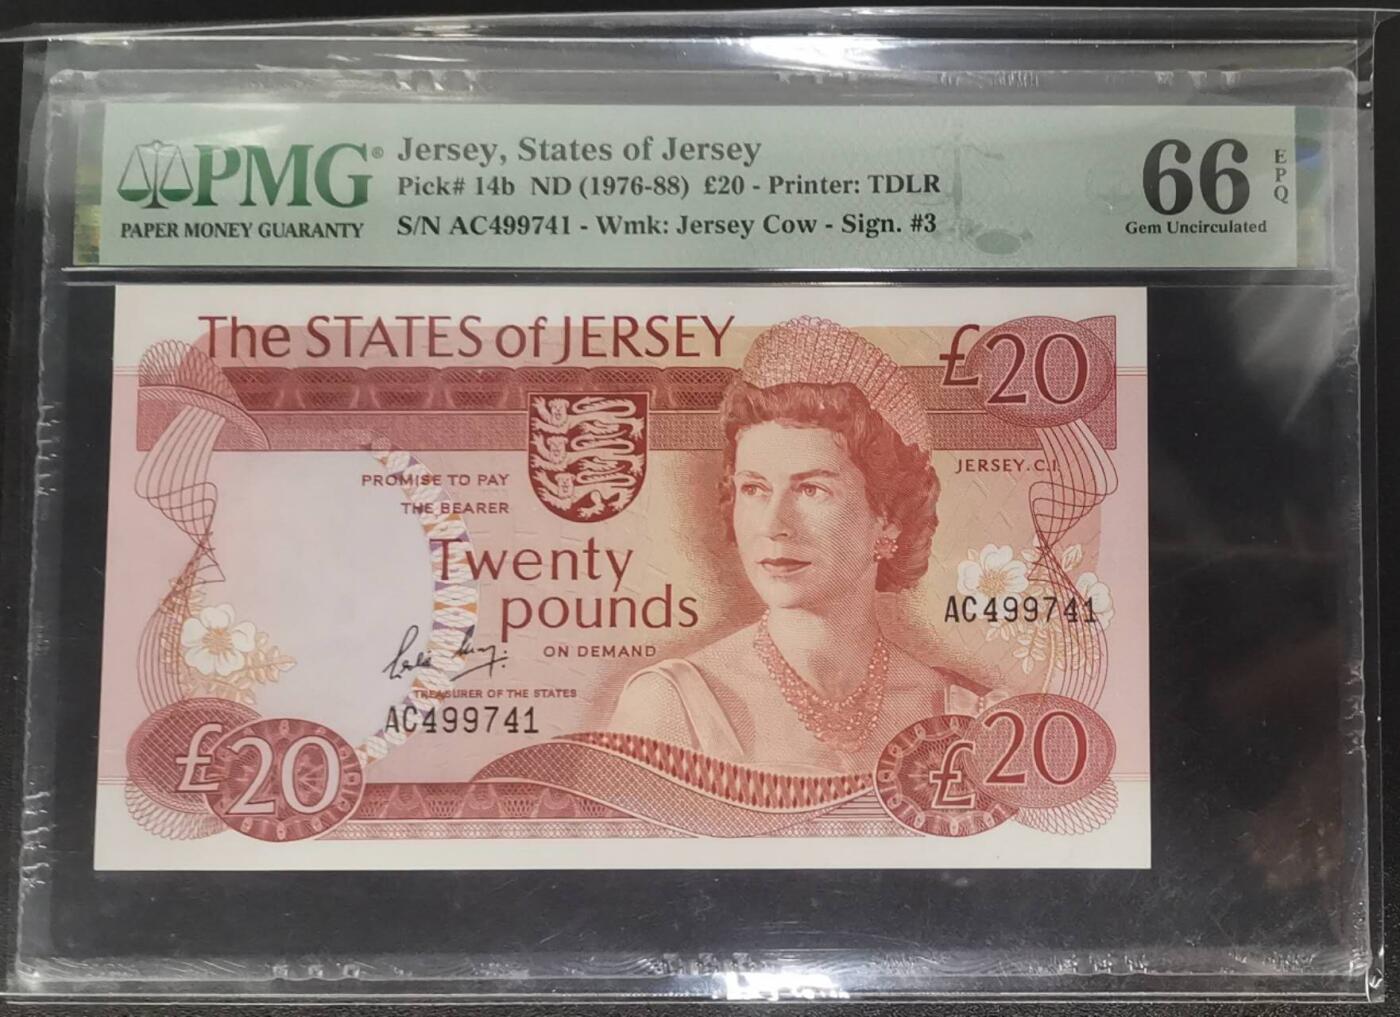 PMG®
PAPER MONEY GUARANTY
Jersey, States of Jersey
Pick# 14b ND (1976-88) £20 - Printer: TDLR
S/N AC499741 - Wmk: Jersey Cow - Sign. #3
66 EPQ
Gem Uncirculated
The STATES of JERSEY
£20
JERSEY.C.I.
PROMISE TO PAY
THE BEARER
Twenty
pounds
ON DEMAND
AC499741
TREASURER OF THE STATES
AC499741
£20
£20